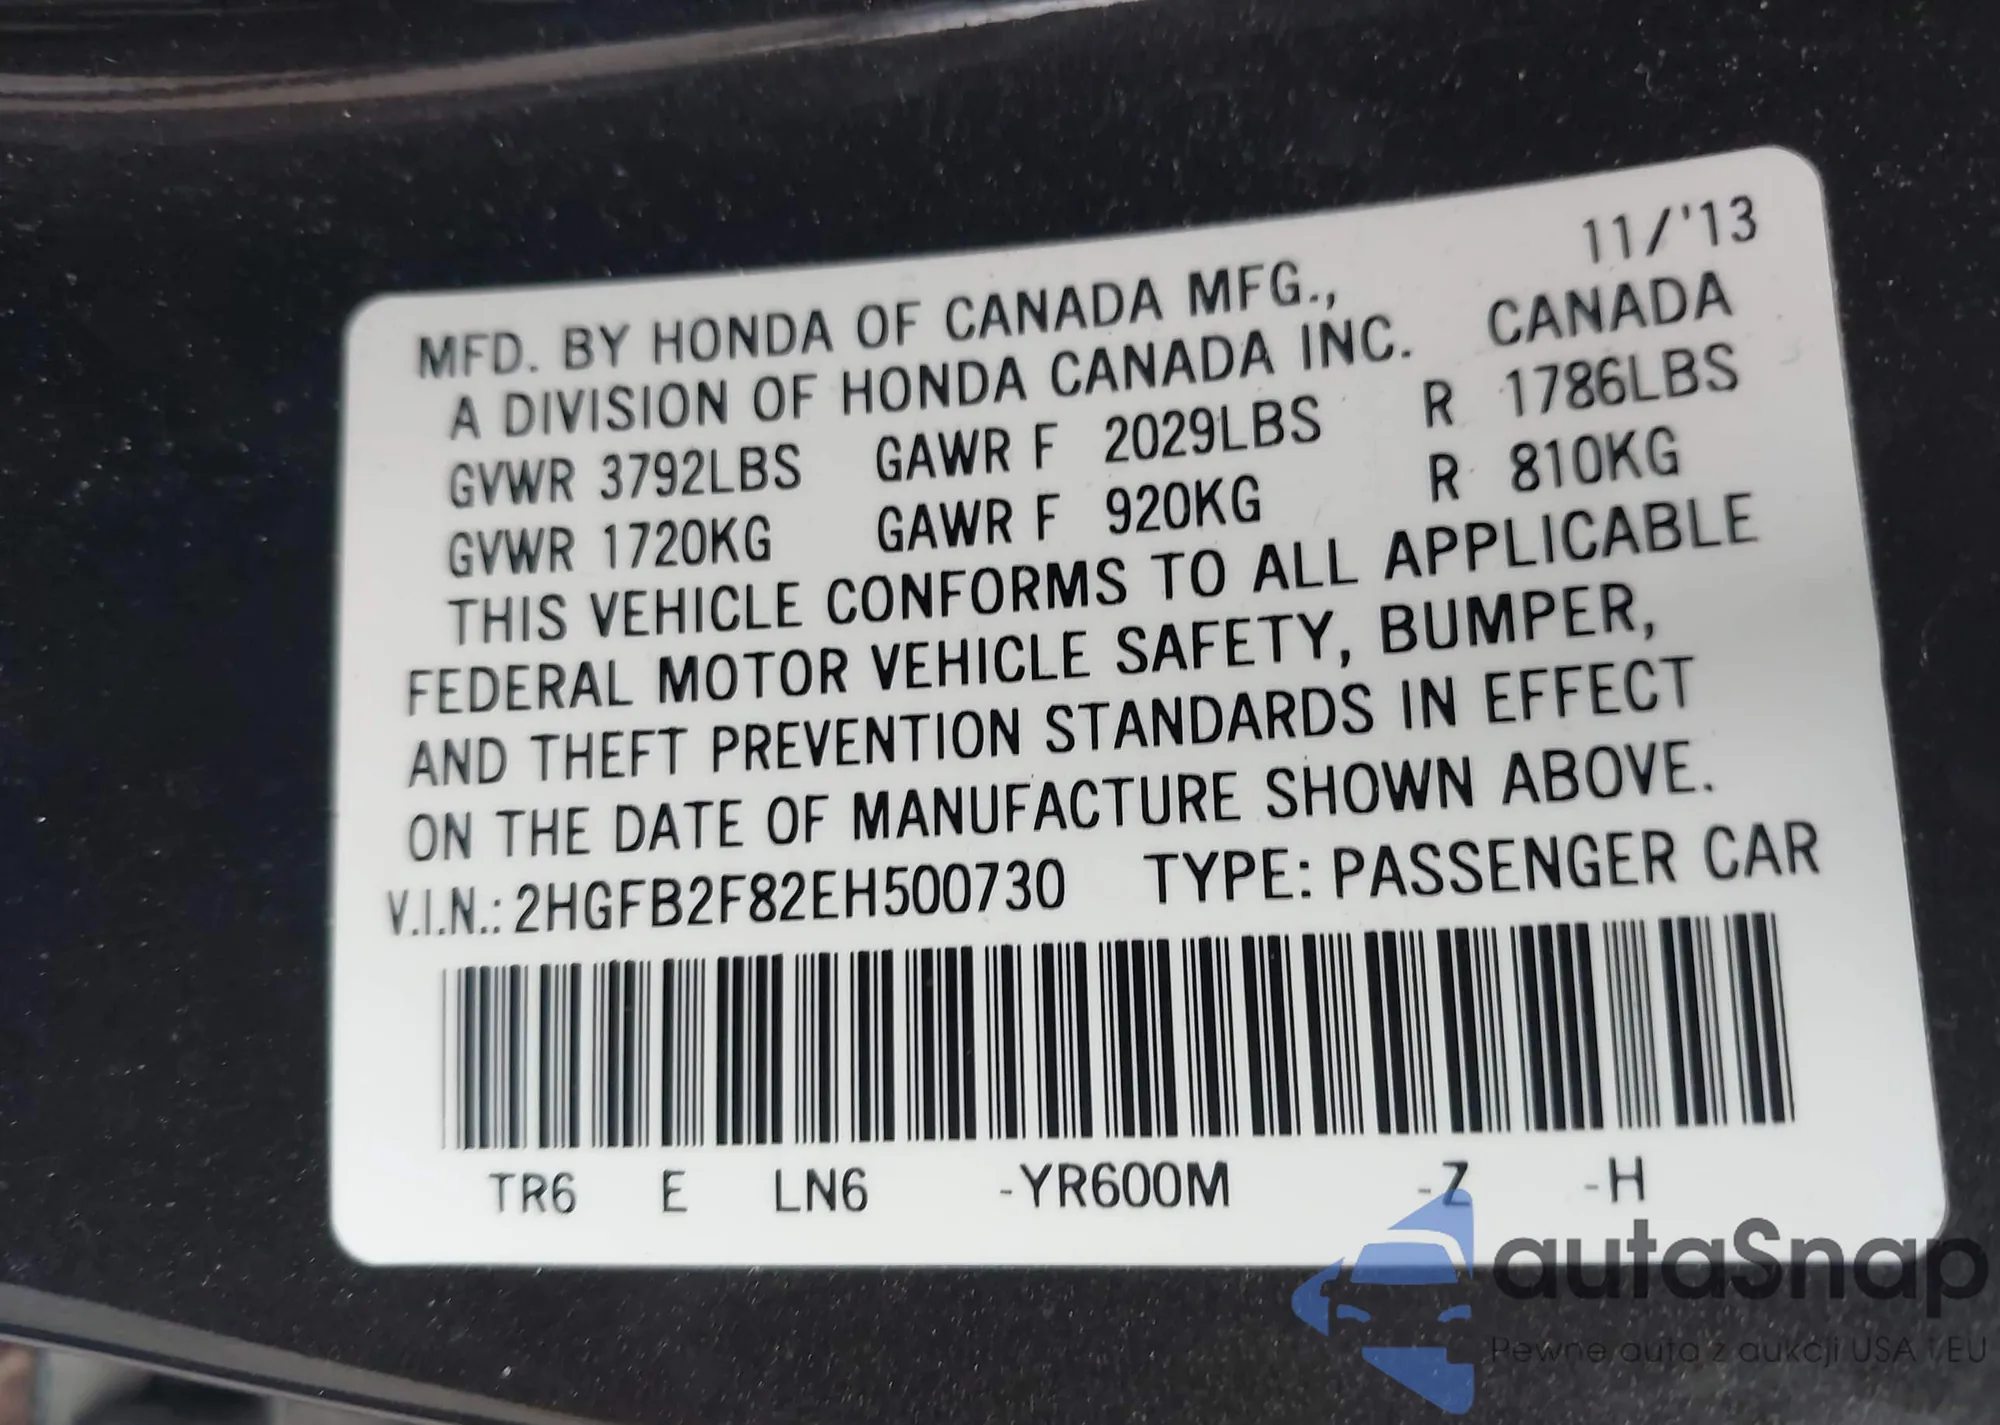 11/'13
MFD. BY HONDA OF CANADA MFG.,
A DIVISION OF HONDA CANADA INC. CANADA
GVWR 3792LBS GAWR F 2029LBS R 1786LBS
GVWR 1720KG GAWR F 920KG R 810KG
THIS VEHICLE CONFORMS TO ALL APPLICABLE
FEDERAL MOTOR VEHICLE SAFETY, BUMPER,
AND THEFT PREVENTION STANDARDS IN EFFECT
ON THE DATE OF MANUFACTURE SHOWN ABOVE.
V.I.N.: 2HGFB2F82EH500730 TYPE: PASSENGER CAR
TR6 E LN6 -YR600M -Z -H
autaSnap
Pewne auta z aukcji USA i EU